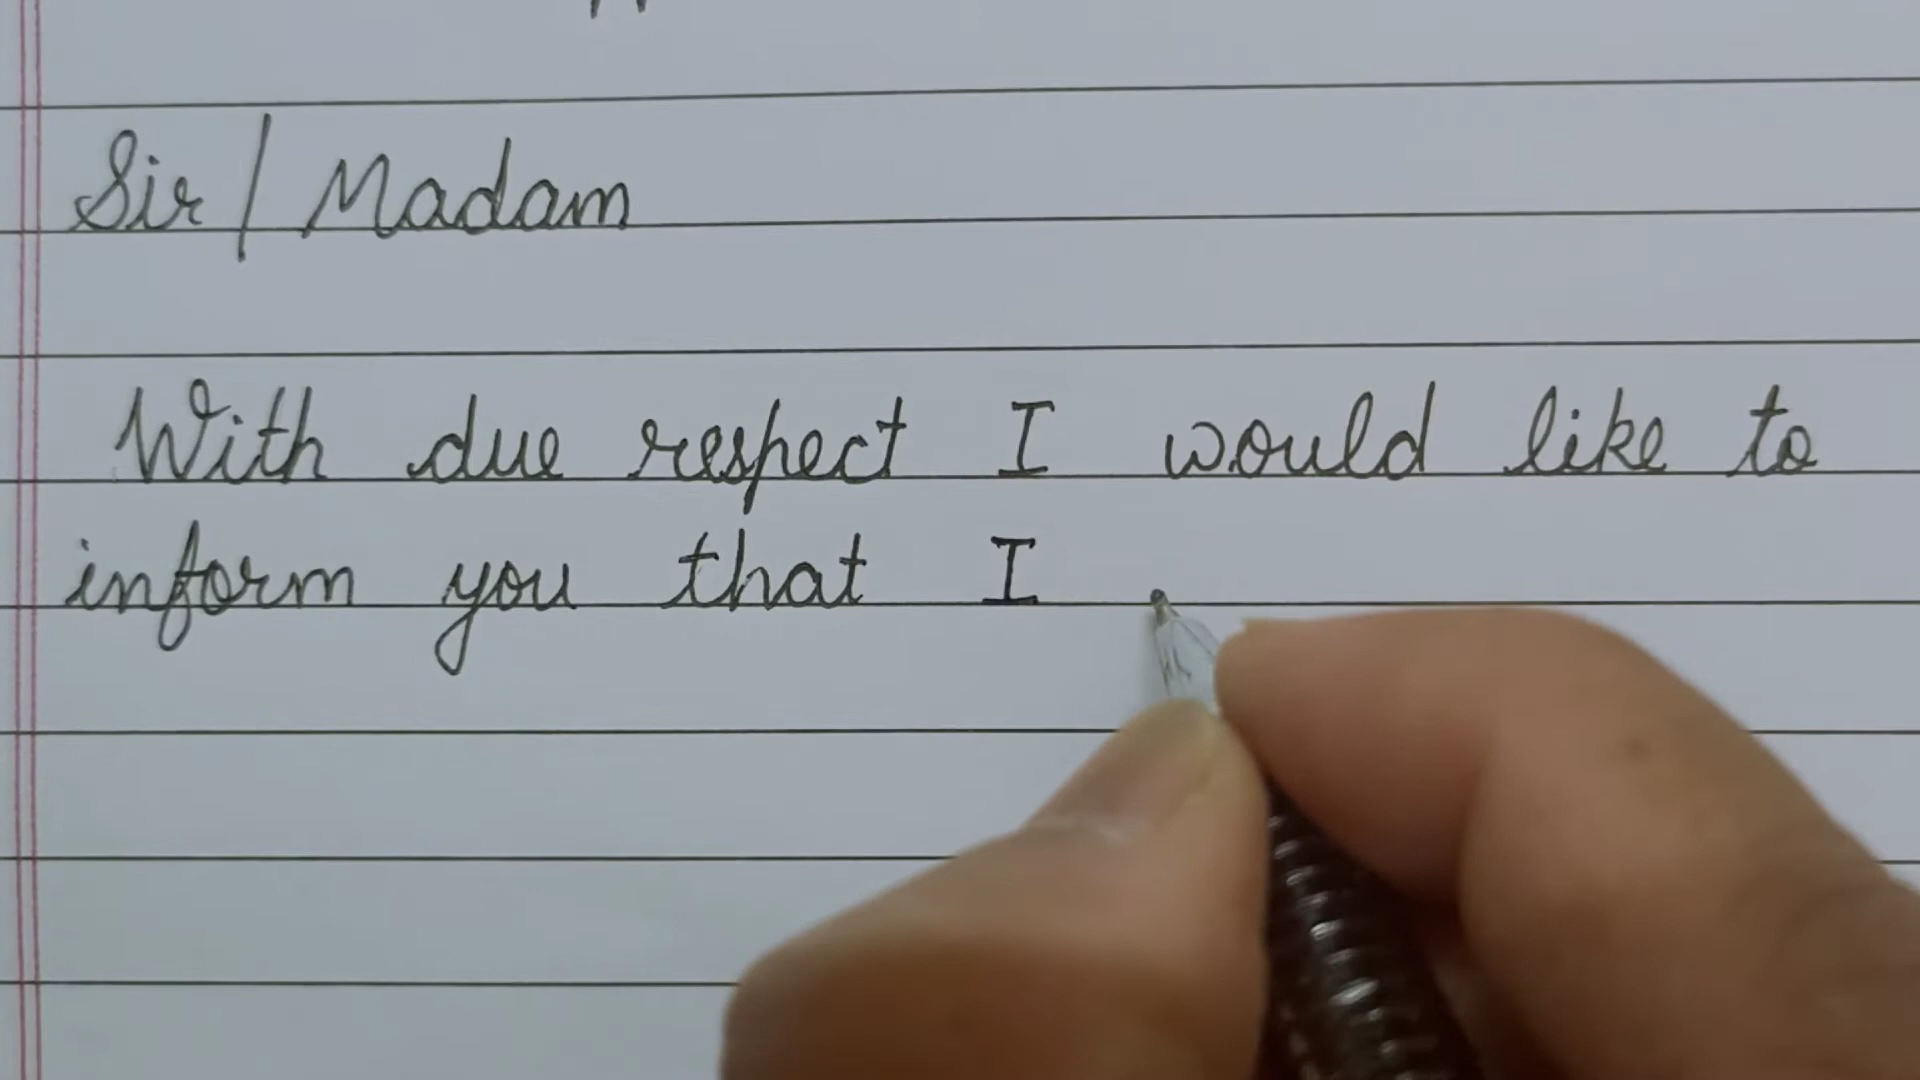 Sir/Madam
With due respect I would like to
inform you that I